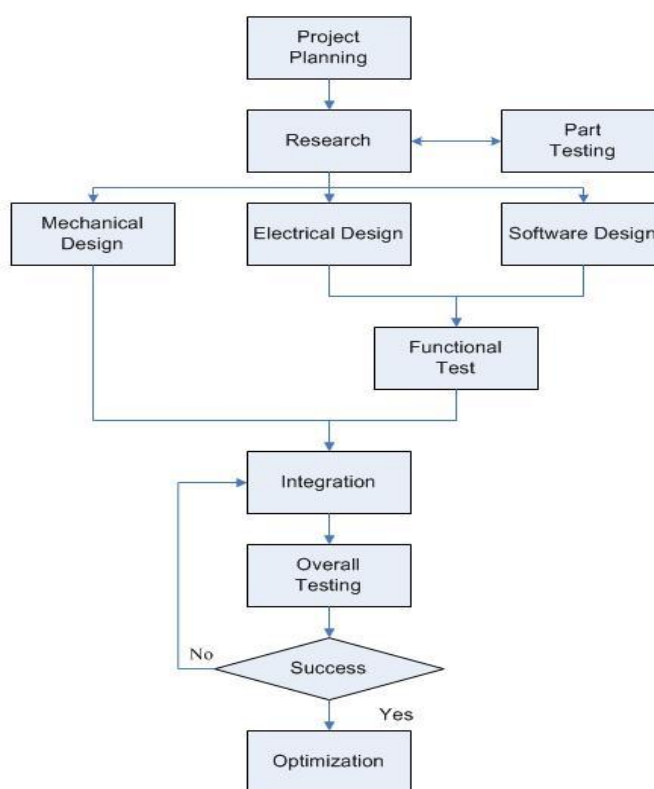 Project
Planning
Research
Part
Testing
Mechanical
Design
Electrical Design
Software Design
Functional
Test
Integration
Overall
Testing
No
Success
Yes
Optimization